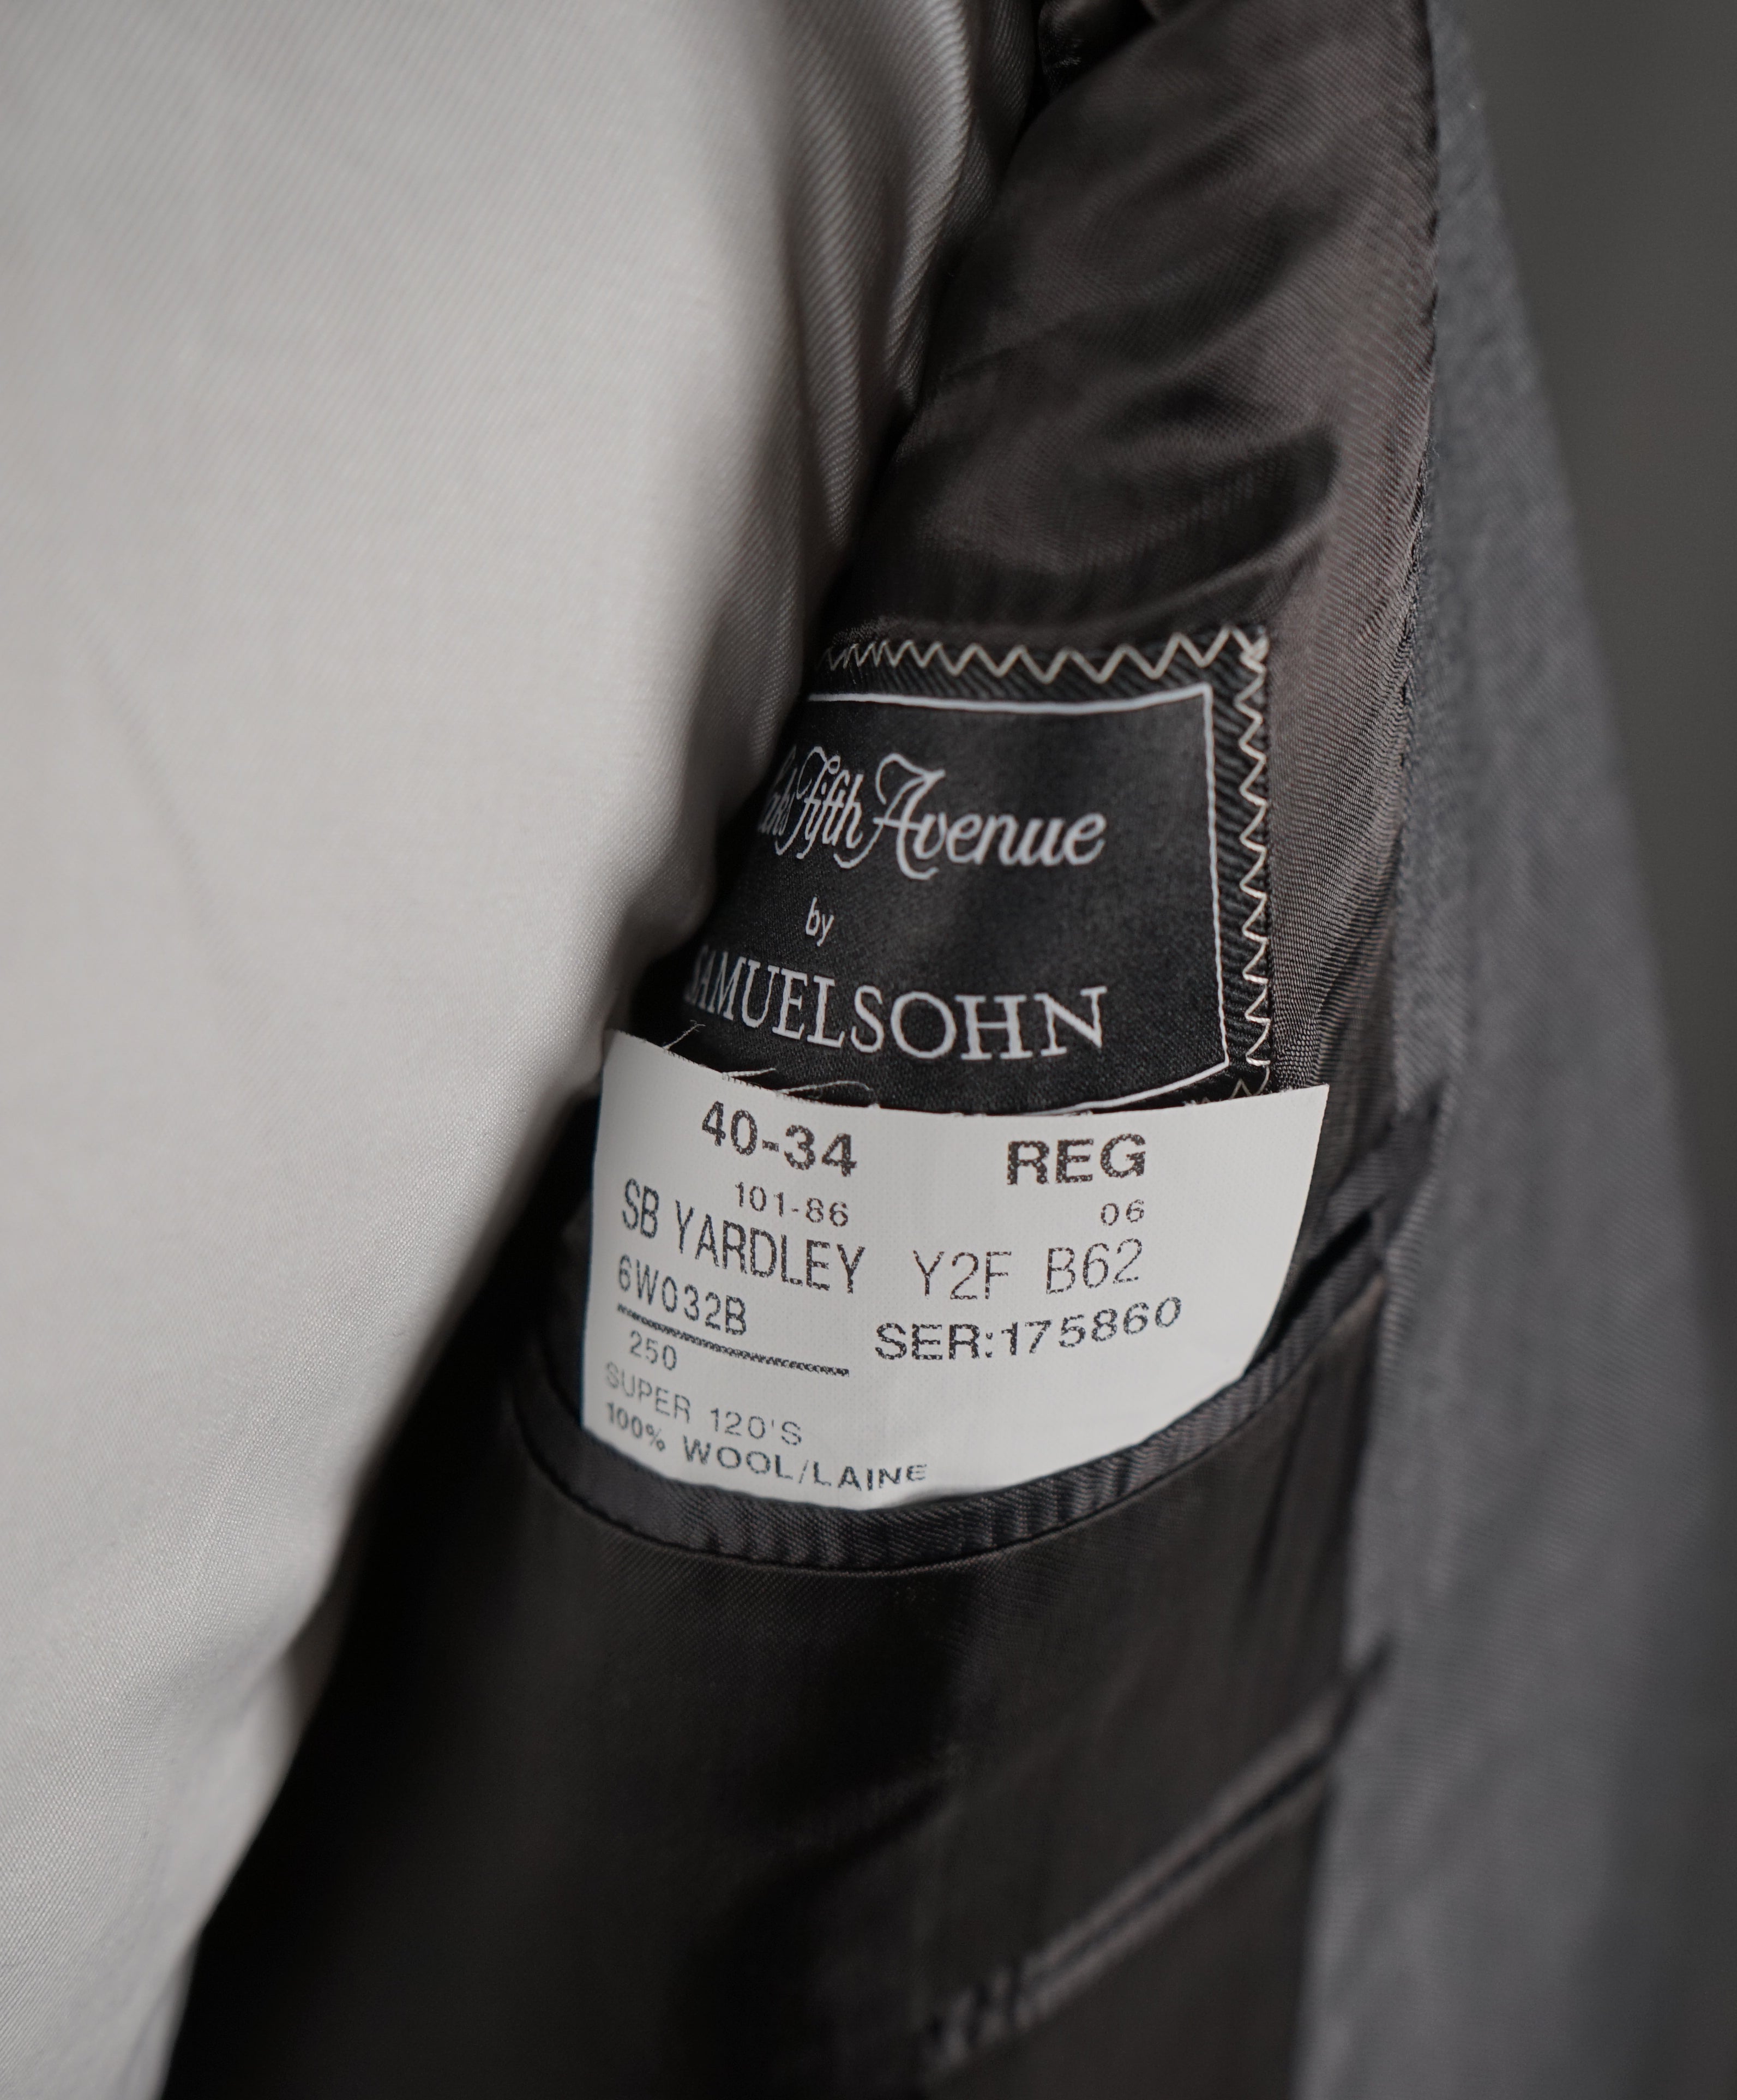 Fifth Avenue
by
SAMUELSOHN
40-34 REG
101-86 06
SB YARDLEY Y2F B62
6W032B SER:175860
250
SUPER 120'S
100% WOOL/LAINE